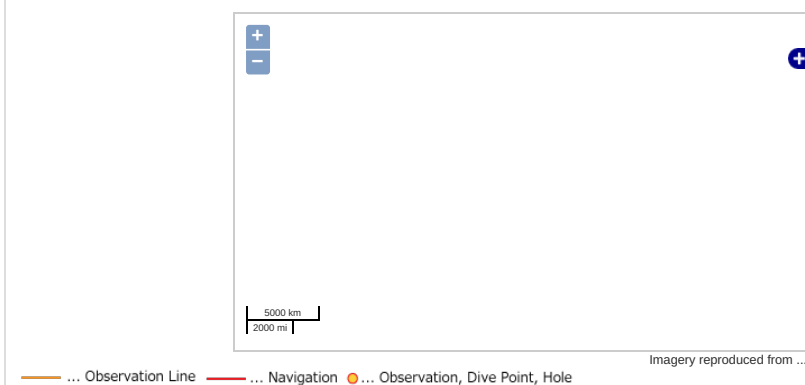 +
−
+
5000 km
2000 mi
Imagery reproduced from ...
... Observation Line ... Navigation ... Observation, Dive Point, Hole